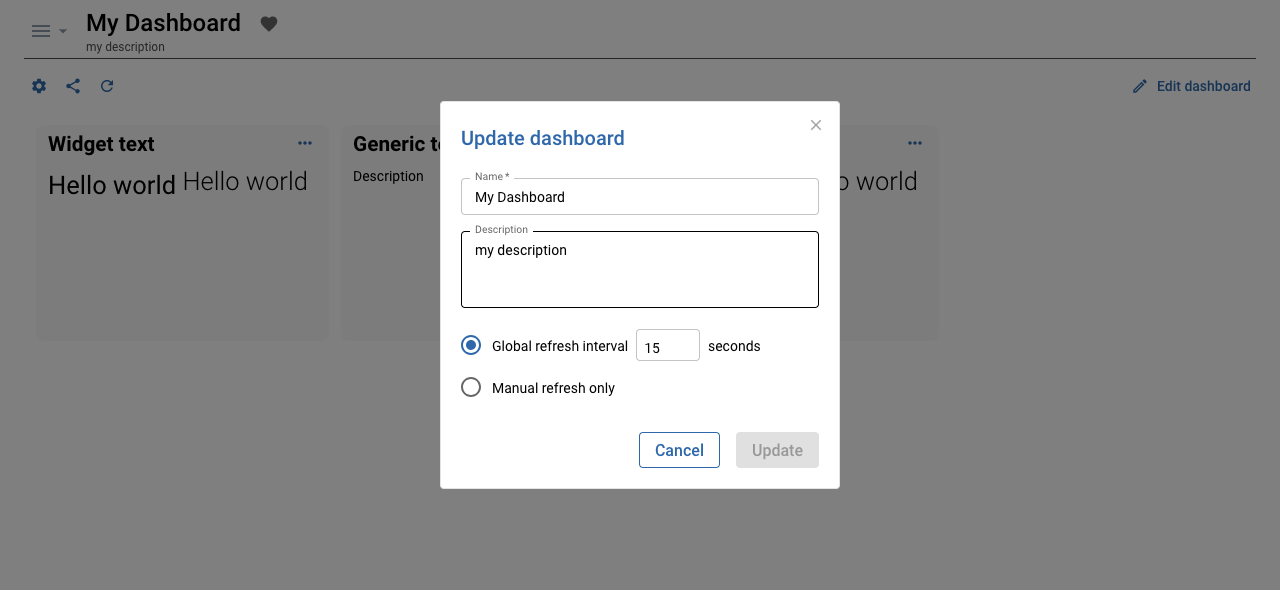 My Dashboard
my description
Edit dashboard
Widget text
Hello world Hello world
Generic
Description
world
Update dashboard
Name *
My Dashboard
Description
my description
Global refresh interval 15 seconds
Manual refresh only
Cancel Update